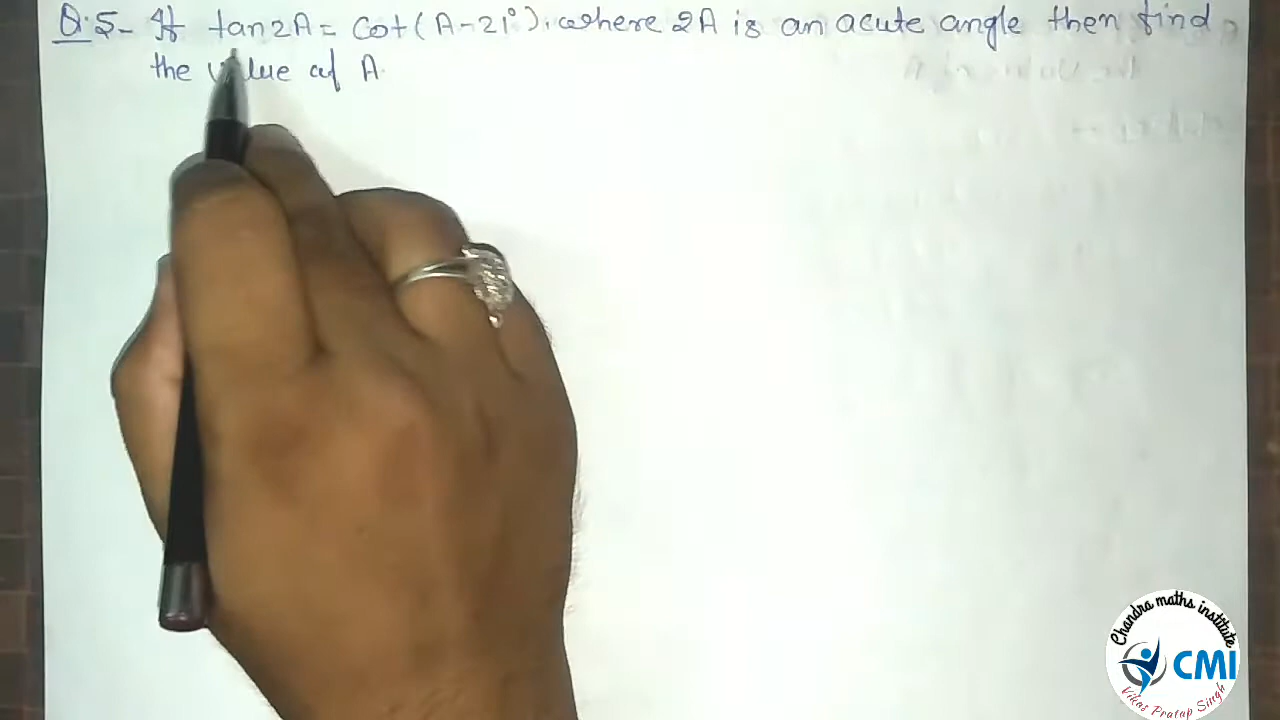 Q.5- If tan2A = Cot(A-21°). where 2A is an acute angle then find
the value of A.
Chandra maths institute
CMI
Vikas Pratap Singh